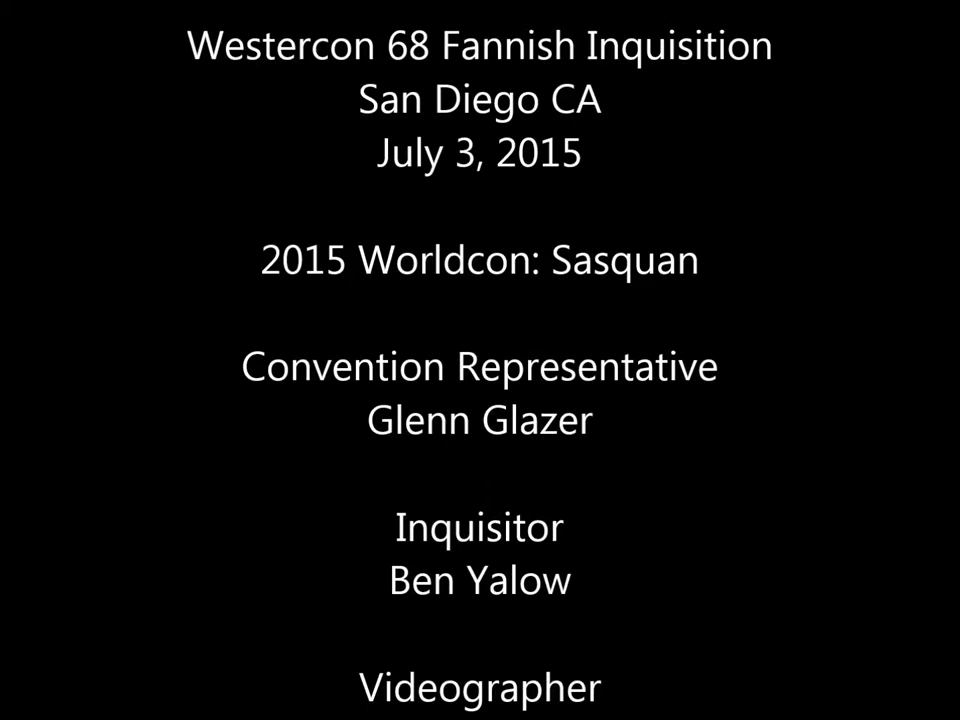 Westercon 68 Fannish Inquisition
San Diego CA
July 3, 2015
2015 Worldcon: Sasquan
Convention Representative
Glenn Glazer
Inquisitor
Ben Yalow
Videographer